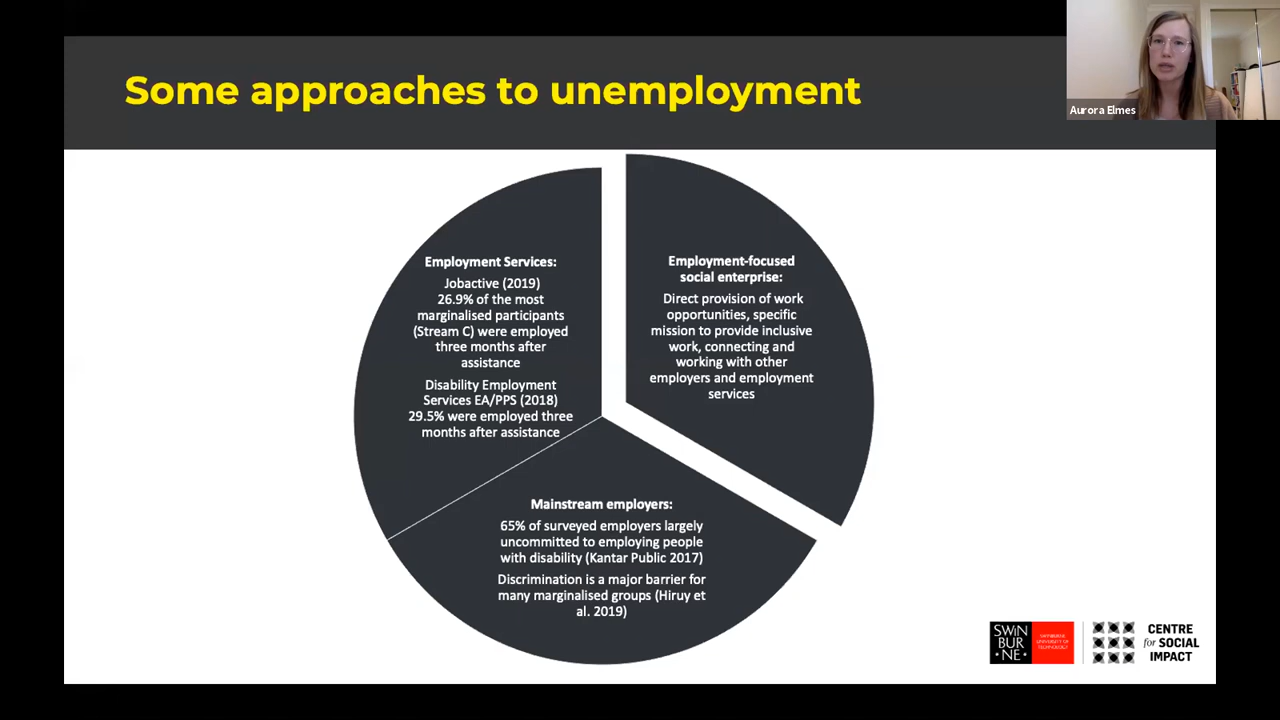 Some approaches to unemployment
Aurora Elmes
Employment Services:
Jobactive (2019)
26.9% of the most
marginalised participants
(Stream C) were employed
three months after
assistance
Disability Employment
Services EA/PPS (2018)
29.5% were employed three
months after assistance
Employment-focused
social enterprise:
Direct provision of work
opportunities, specific
mission to provide inclusive
work, connecting and
working with other
employers and employment
services
Mainstream employers:
65% of surveyed employers largely
uncommitted to employing people
with disability (Kantar Public 2017)
Discrimination is a major barrier for
many marginalised groups (Hiruy et
al. 2019)
SWIN
BUR
NE
SWINBURNE
UNIVERSITY OF
TECHNOLOGY
CENTRE
for SOCIAL
IMPACT